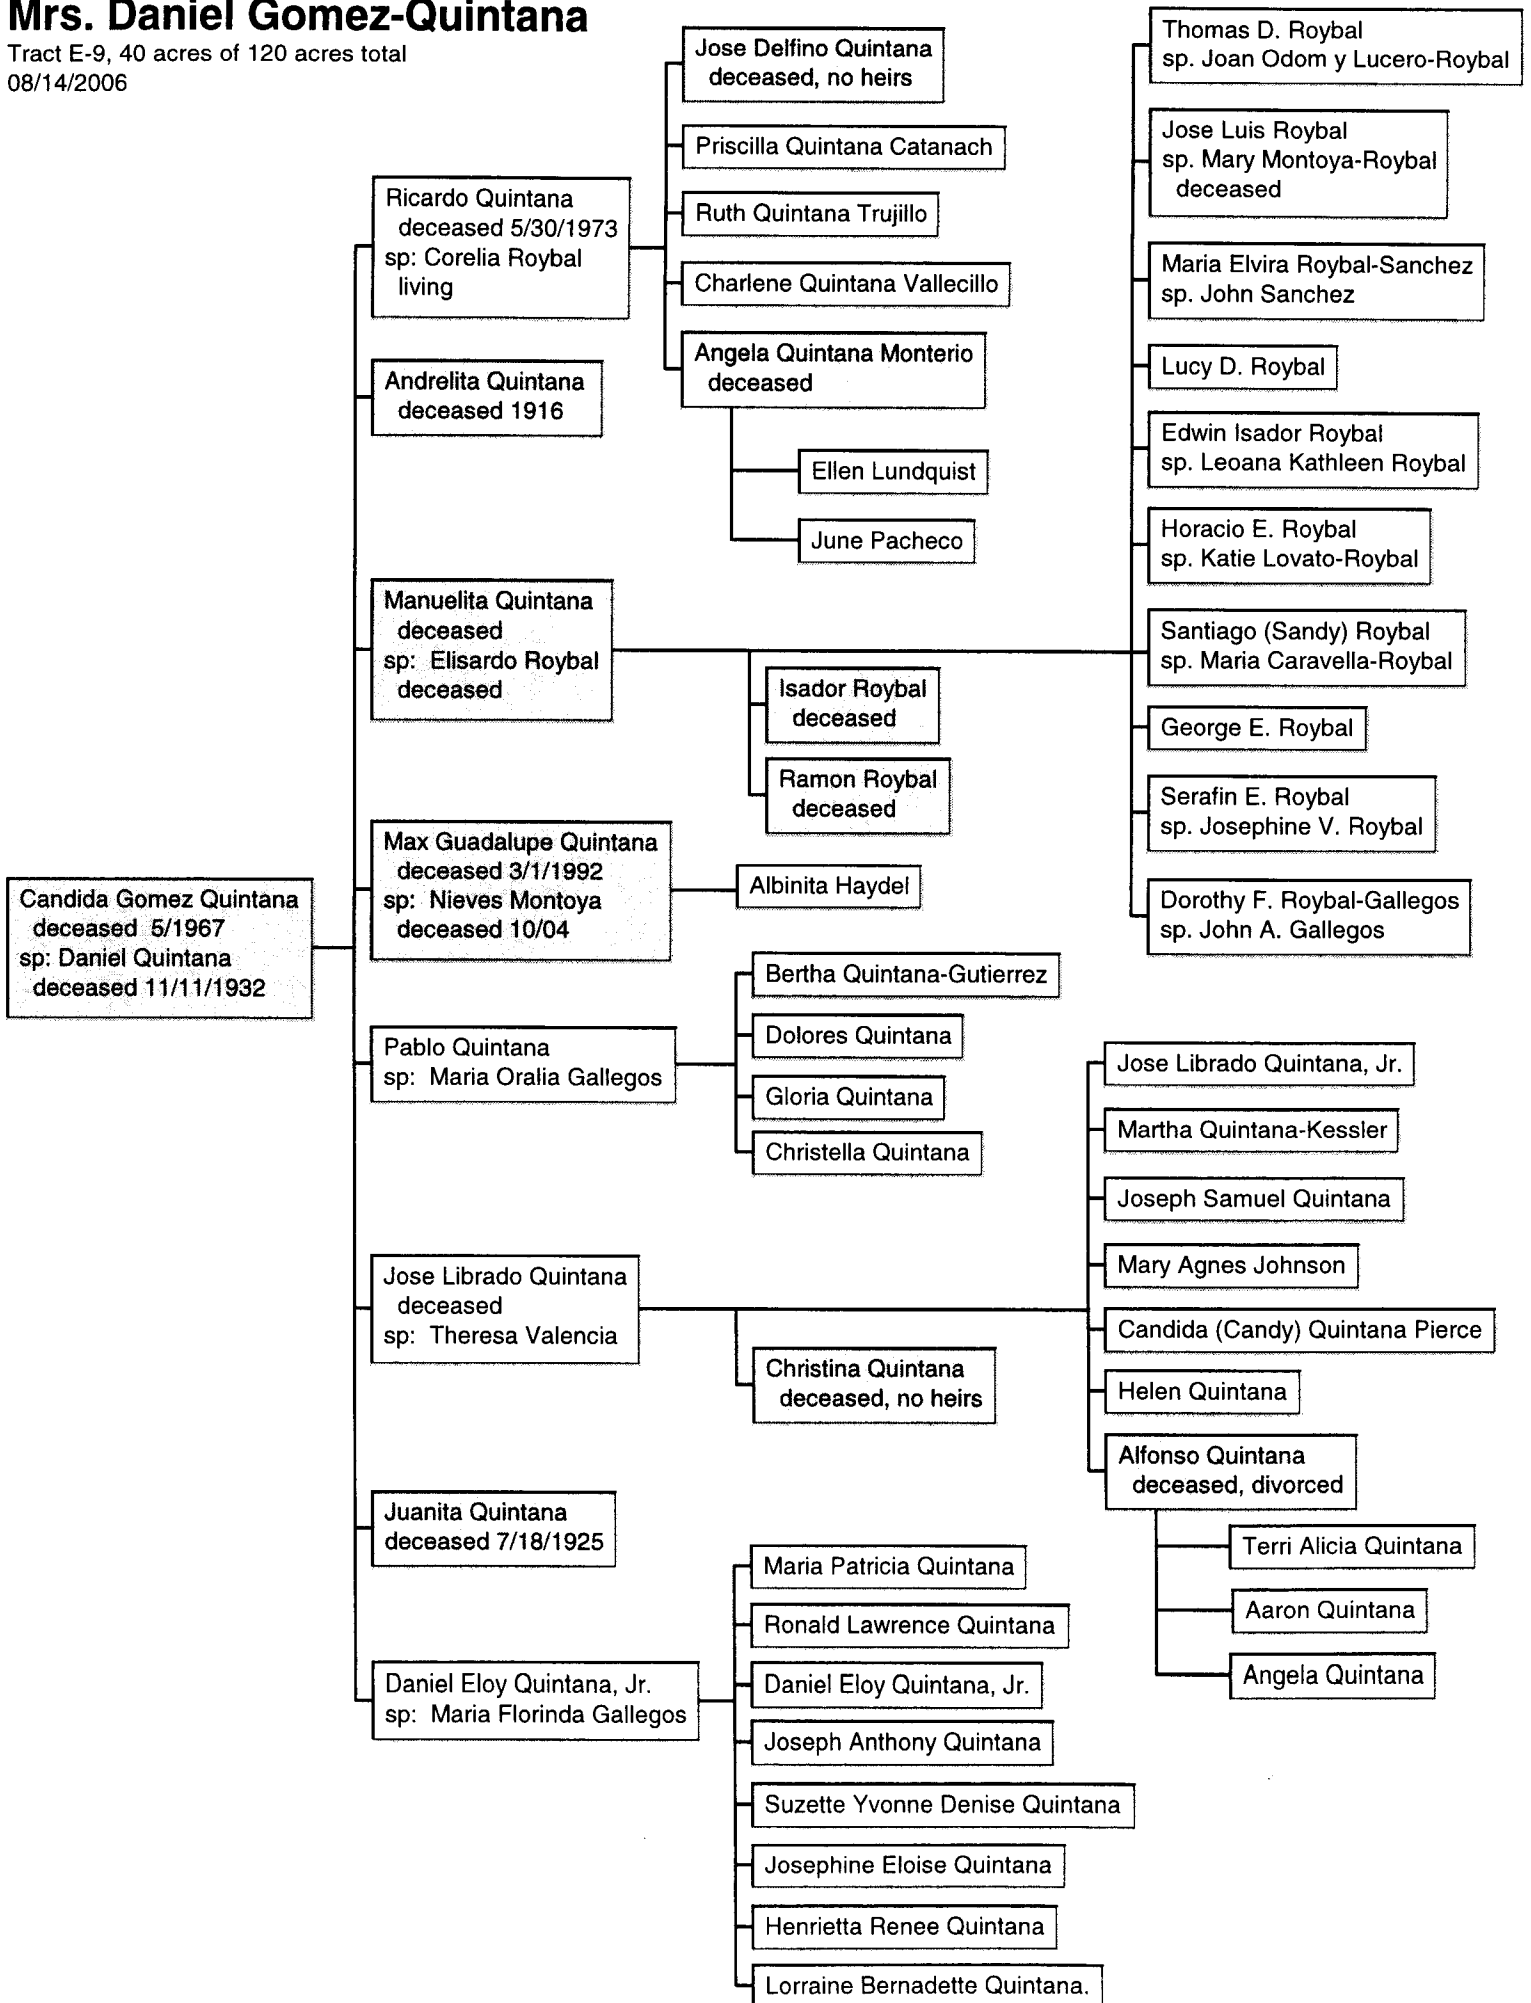 Mrs. Daniel Gomez-Quintana
Tract E-9, 40 acres of 120 acres total
08/14/2006
Candida Gomez Quintana
deceased 5/1967
sp: Daniel Quintana
deceased 11/11/1932
Ricardo Quintana
deceased 5/30/1973
sp: Corelia Roybal
living
Jose Delfino Quintana
deceased, no heirs
Priscilla Quintana Catanach
Ruth Quintana Trujillo
Charlene Quintana Vallecillo
Angela Quintana Monterio
deceased
Ellen Lundquist
June Pacheco
Andrelita Quintana
deceased 1916
Manuelita Quintana
deceased
sp: Elisardo Roybal
deceased
Isador Roybal
deceased
Ramon Roybal
deceased
Thomas D. Roybal
sp. Joan Odom y Lucero-Roybal
Jose Luis Roybal
sp. Mary Montoya-Roybal
deceased
Maria Elvira Roybal-Sanchez
sp. John Sanchez
Lucy D. Roybal
Edwin Isador Roybal
sp. Leoana Kathleen Roybal
Horacio E. Roybal
sp. Katie Lovato-Roybal
Santiago (Sandy) Roybal
sp. Maria Caravella-Roybal
George E. Roybal
Serafin E. Roybal
sp. Josephine V. Roybal
Dorothy F. Roybal-Gallegos
sp. John A. Gallegos
Max Guadalupe Quintana
deceased 3/1/1992
sp: Nieves Montoya
deceased 10/04
Albinita Haydel
Pablo Quintana
sp: Maria Oralia Gallegos
Bertha Quintana-Gutierrez
Dolores Quintana
Gloria Quintana
Christella Quintana
Jose Librado Quintana
deceased
sp: Theresa Valencia
Christina Quintana
deceased, no heirs
Jose Librado Quintana, Jr.
Martha Quintana-Kessler
Joseph Samuel Quintana
Mary Agnes Johnson
Candida (Candy) Quintana Pierce
Helen Quintana
Alfonso Quintana
deceased, divorced
Terri Alicia Quintana
Aaron Quintana
Angela Quintana
Juanita Quintana
deceased 7/18/1925
Daniel Eloy Quintana, Jr.
sp: Maria Florinda Gallegos
Maria Patricia Quintana
Ronald Lawrence Quintana
Daniel Eloy Quintana, Jr.
Joseph Anthony Quintana
Suzette Yvonne Denise Quintana
Josephine Eloise Quintana
Henrietta Renee Quintana
Lorraine Bernadette Quintana.